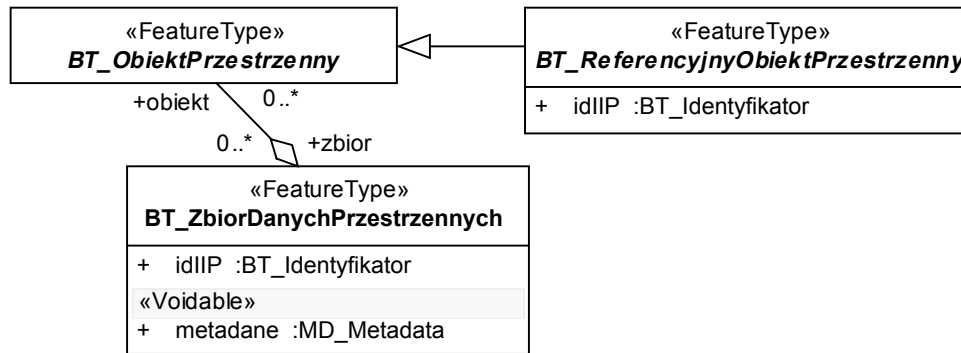 «FeatureType»
BT_ObiektPrzestrzenny
«FeatureType»
BT_ReferencyjnyObiektPrzestrzenny
+ idIIP :BT_Identyfikator
+obiekt
0..*
0..*
+zbior
«FeatureType»
BT_ZbiorDanychPrzestrzennych
+ idIIP :BT_Identyfikator
«Voidable»
+ metadane :MD_Metadata